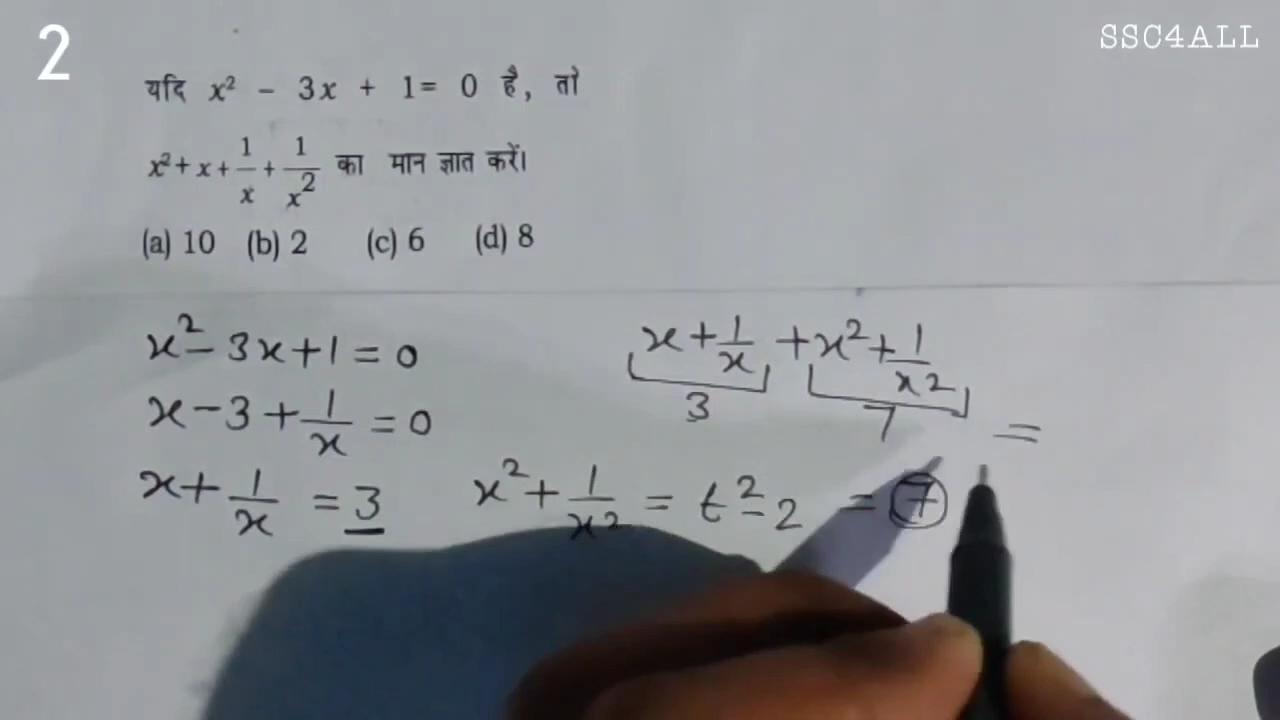 2
SSC4ALL
यदि x² - 3x + 1 = 0 है, तो
x² + x + 1/x + 1/x² का मान ज्ञात करें।
(a) 10 (b) 2 (c) 6 (d) 8
x² - 3x + 1 = 0
x - 3 + 1/x = 0
x + 1/x = 3
x + 1/x + x² + 1/x²
3 7 =
x² + 1/x² = t² - 2 = 7